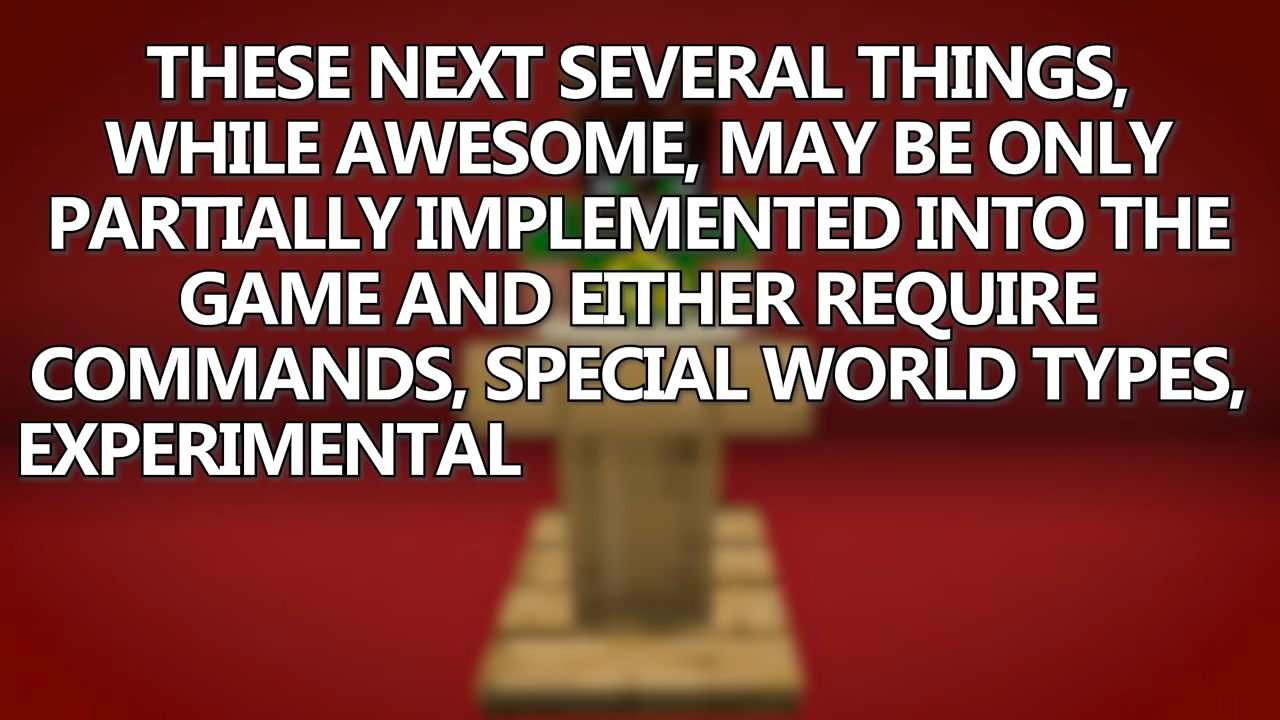 THESE NEXT SEVERAL THINGS,
WHILE AWESOME, MAY BE ONLY
PARTIALLY IMPLEMENTED INTO THE
GAME AND EITHER REQUIRE
COMMANDS, SPECIAL WORLD TYPES,
EXPERIMENTAL